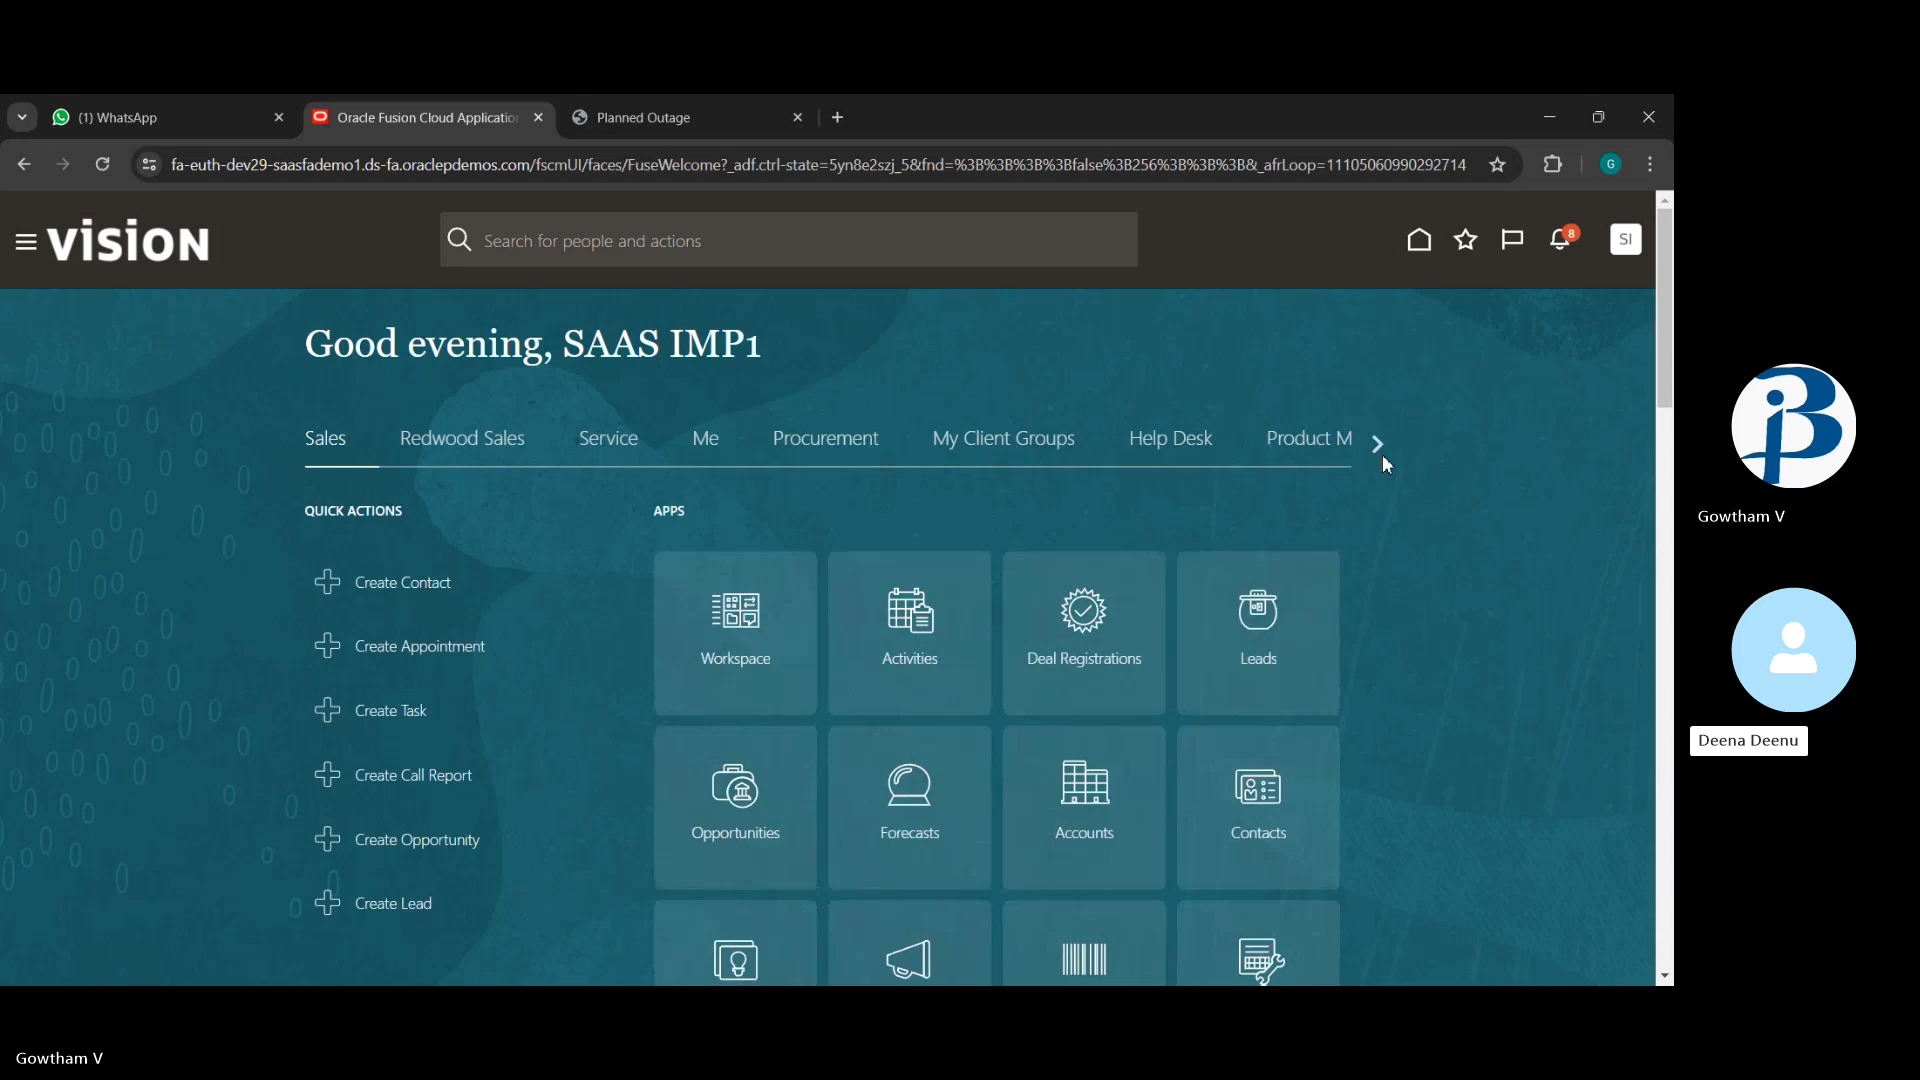 (1) WhatsApp
Oracle Fusion Cloud Applicatio
Planned Outage
fa-euth-dev29-saasfademo1.ds-fa.oraclepdemos.com/fscmUI/faces/FuseWelcome?_adf.ctrl-state=5yn8e2szj_5&fnd=%3B%3B%3B%3Bfalse%3B256%3B%3B%3B&_afrLoop=11105060990292714
G
VISION
Search for people and actions
8
SI
Good evening, SAAS IMP1
Sales
Redwood Sales
Service
Me
Procurement
My Client Groups
Help Desk
Product M
QUICK ACTIONS
APPS
Create Contact
Create Appointment
Create Task
Create Call Report
Create Opportunity
Create Lead
Workspace
Activities
Deal Registrations
Leads
Opportunities
Forecasts
Accounts
Contacts
Gowtham V
Deena Deenu
Gowtham V